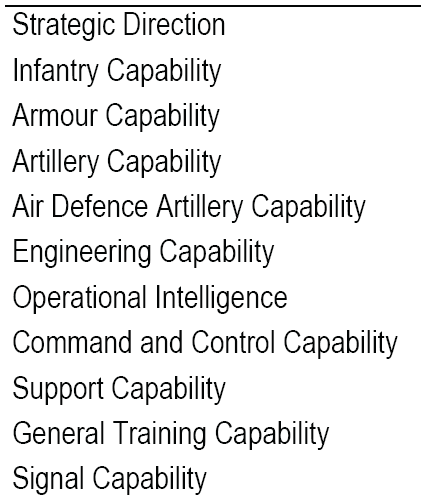 Strategic Direction
Infantry Capability
Armour Capability
Artillery Capability
Air Defence Artillery Capability
Engineering Capability
Operational Intelligence
Command and Control Capability
Support Capability
General Training Capability
Signal Capability